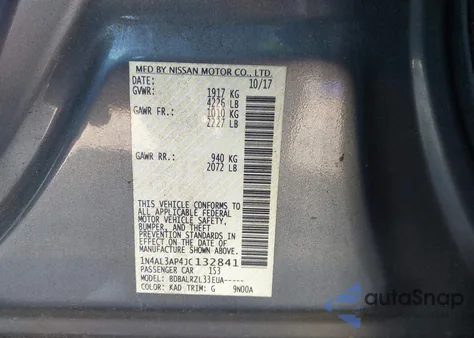 MFD BY NISSAN MOTOR CO., LTD.
DATE: 10/17
GVWR: 1917 KG
4226 LB
GAWR FR.: 1010 KG
2227 LB
GAWR RR.: 940 KG
2072 LB
THIS VEHICLE CONFORMS TO
ALL APPLICABLE FEDERAL
MOTOR VEHICLE SAFETY,
BUMPER, AND THEFT
PREVENTION STANDARDS IN
EFFECT ON THE DATE OF
MANUFACTURE SHOWN ABOVE.
1N4AL3AP4JC132841
PASSENGER CAR 153
MODEL: BDBALRZL33EUA-----
COLOR: KAD TRIM: G 9N00A
autoSnap